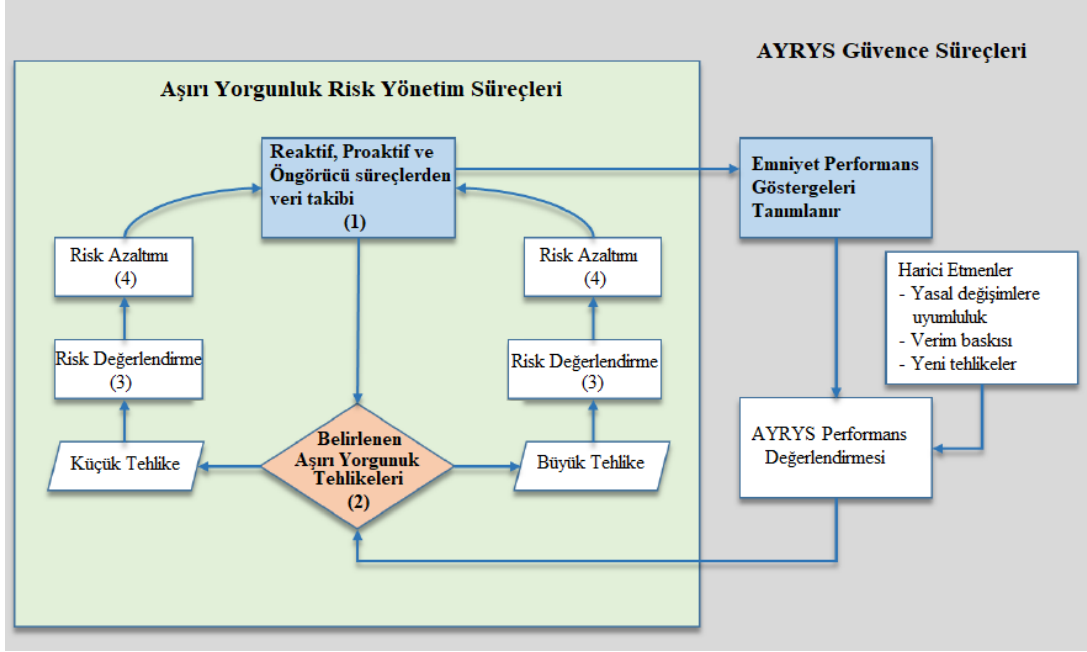 AYRYS Güvence Süreçleri
Aşırı Yorgunluk Risk Yönetim Süreçleri
Reaktif, Proaktif ve
Öngörücü süreçlerden
veri takibi
(1)
Emniyet Performans
Göstergeleri
Tanımlanır
Risk Azaltımı
(4)
Risk Azaltımı
(4)
Harici Etmenler
- Yasal değişimlere
uyumluluk
- Verim baskısı
- Yeni tehlikeler
Risk Değerlendirme
(3)
Risk Değerlendirme
(3)
Küçük Tehlike
Belirlenen
Aşırı Yorgunuk
Tehlikeleri
(2)
Büyük Tehlike
AYRYS Performans
Değerlendirmesi